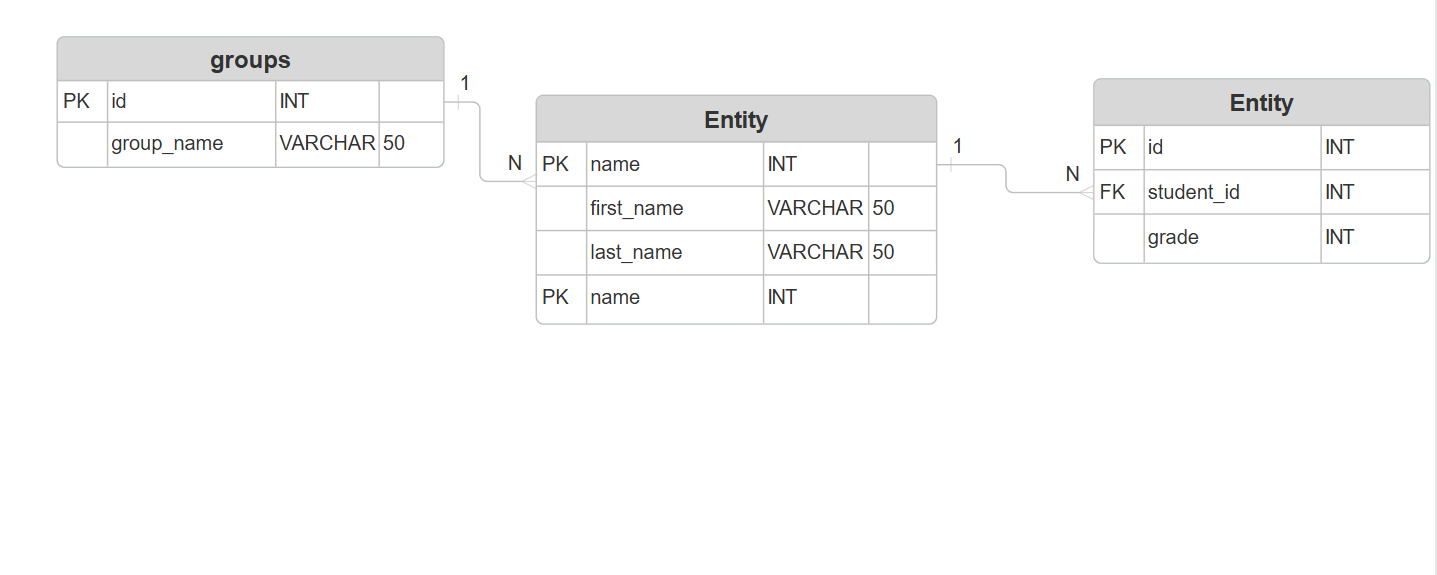 groups
PK id INT
group_name VARCHAR 50
1
N
Entity
PK name INT
first_name VARCHAR 50
last_name VARCHAR 50
PK name INT
1
N
Entity
PK id INT
FK student_id INT
grade INT